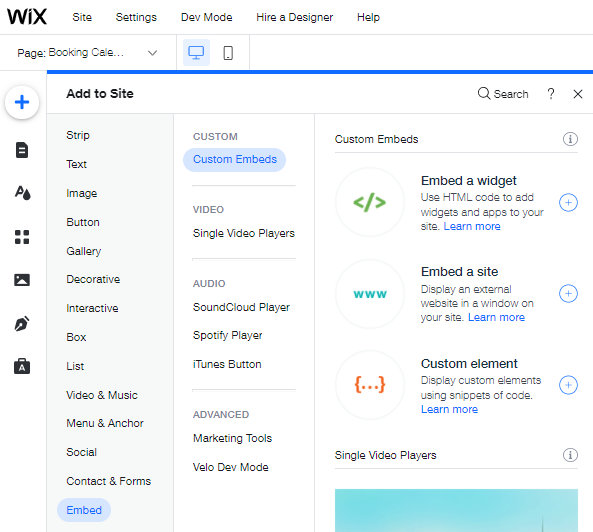 WiX Site Settings Dev Mode Hire a Designer Help
Page: Booking Cale...
Add to Site
Search ? ×
Strip
Text
Image
Button
Gallery
Decorative
Interactive
Box
List
Video & Music
Menu & Anchor
Social
Contact & Forms
Embed
CUSTOM
Custom Embeds
VIDEO
Single Video Players
AUDIO
SoundCloud Player
Spotify Player
iTunes Button
ADVANCED
Marketing Tools
Velo Dev Mode
Custom Embeds
</>
Embed a widget
Use HTML code to add
widgets and apps to your
site. Learn more
www
Embed a site
Display an external
website in a window on
your site. Learn more
{...}
Custom element
Display custom elements
using snippets of code.
Learn more
Single Video Players